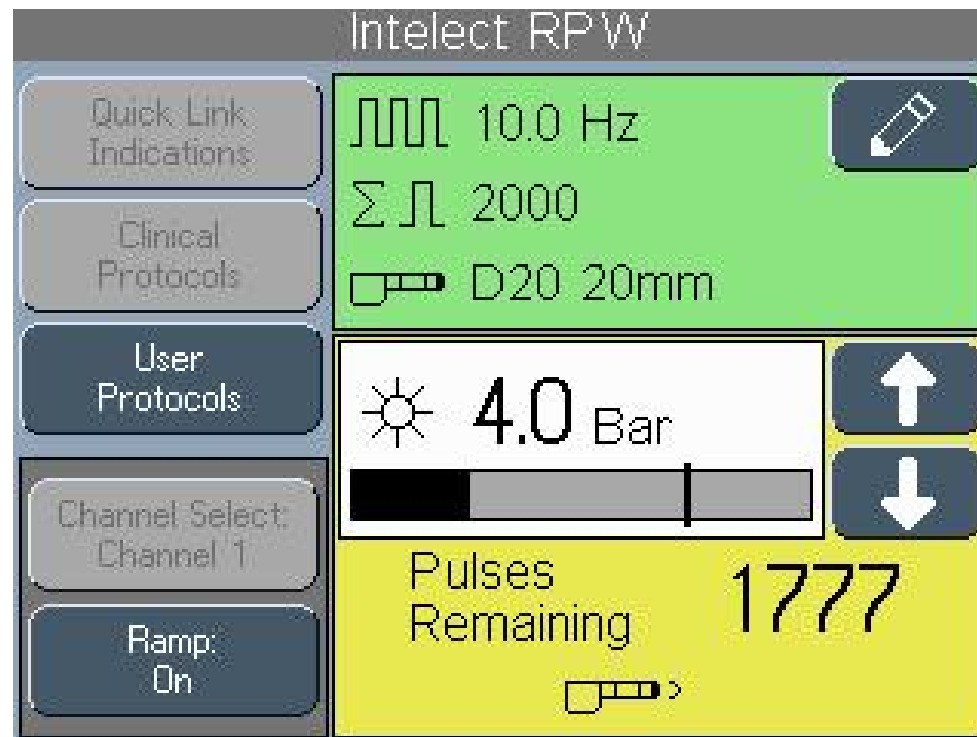 Intelect RPW
Quick Link
Indications
Clinical
Protocols
User
Protocols
Channel Select:
Channel 1
Ramp:
On
10.0 Hz
Σ 2000
D20 20mm
4.0 Bar
Pulses
Remaining
1777